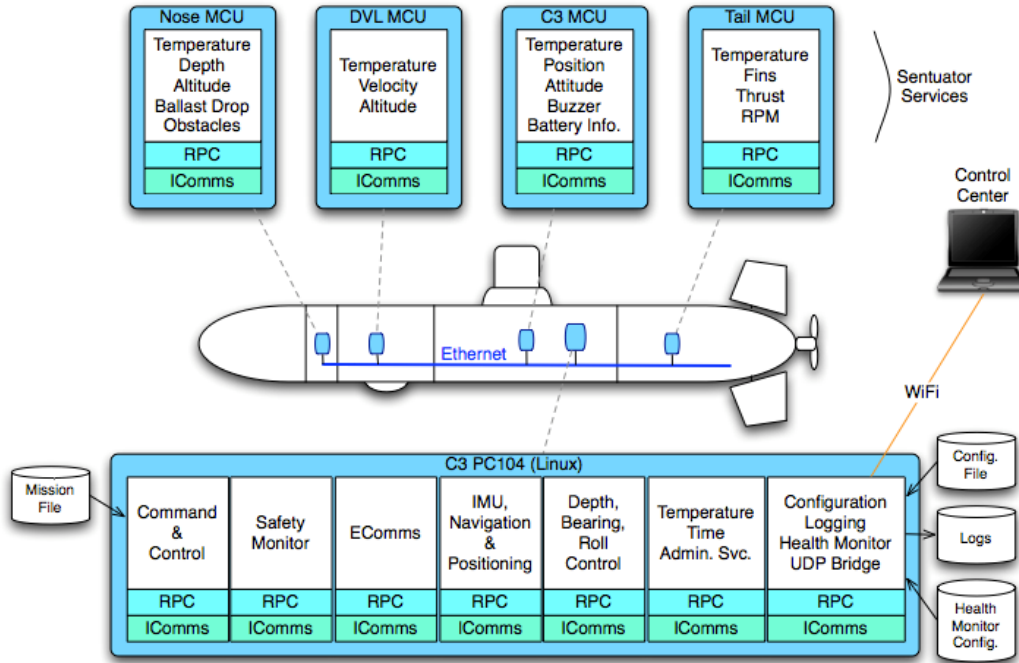 Nose MCU
Temperature
Depth
Altitude
Ballast Drop
Obstacles
RPC
IComms
DVL MCU
Temperature
Velocity
Altitude
RPC
IComms
C3 MCU
Temperature
Position
Attitude
Buzzer
Battery Info.
RPC
IComms
Tail MCU
Temperature
Fins
Thrust
RPM
RPC
IComms
Sentuator
Services
Control
Center
Ethernet
WiFi
C3 PC104 (Linux)
Mission
File
Command
&
Control
RPC
IComms
Safety
Monitor
RPC
IComms
EComms
RPC
IComms
IMU,
Navigation
&
Positioning
RPC
IComms
Depth,
Bearing,
Roll
Control
RPC
IComms
Temperature
Time
Admin. Svc.
RPC
IComms
Configuration
Logging
Health Monitor
UDP Bridge
RPC
IComms
Config.
File
Logs
Health
Monitor
Config.